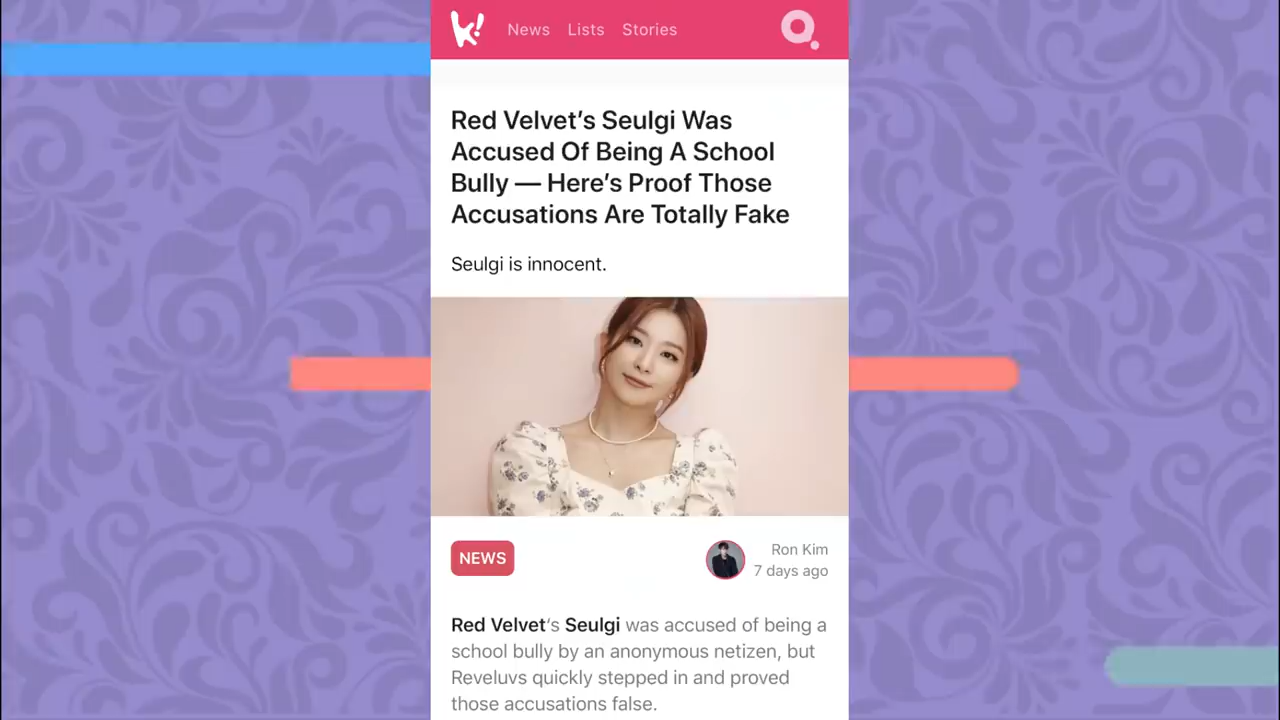 k!
News Lists Stories
Red Velvet’s Seulgi Was
Accused Of Being A School
Bully — Here’s Proof Those
Accusations Are Totally Fake
Seulgi is innocent.
NEWS
Ron Kim
7 days ago
Red Velvet‘s Seulgi was accused of being a
school bully by an anonymous netizen, but
Reveluvs quickly stepped in and proved
those accusations false.